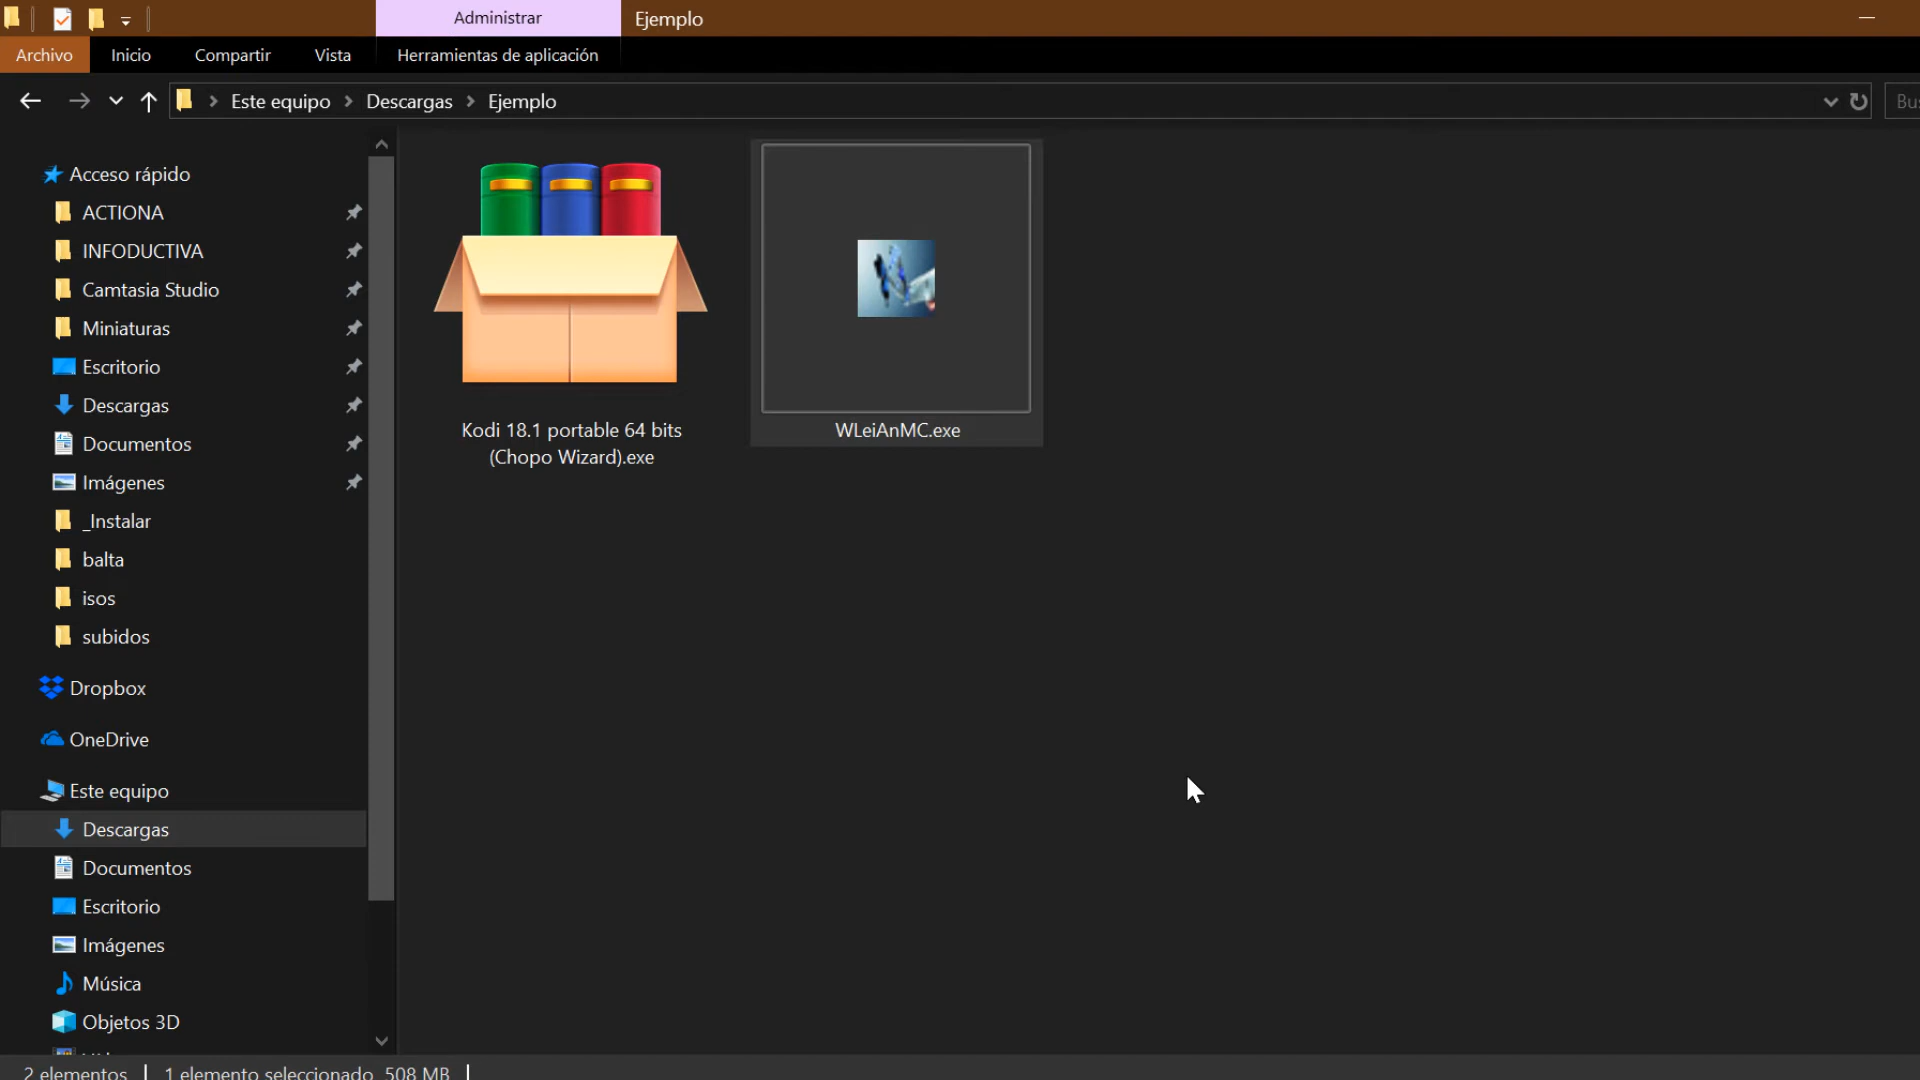 Administrar
Ejemplo
Archivo
Inicio
Compartir
Vista
Herramientas de aplicación
Este equipo
Descargas
Ejemplo
Acceso rápido
ACTIONA
INFODUCTIVA
Camtasia Studio
Miniaturas
Escritorio
Descargas
Documentos
Imágenes
_Instalar
balta
isos
subidos
Dropbox
OneDrive
Este equipo
Descargas
Documentos
Escritorio
Imágenes
Música
Objetos 3D
Kodi 18.1 portable 64 bits
(Chopo Wizard).exe
WLeiAnMC.exe
2 elementos
1 elemento seleccionado 508 MB